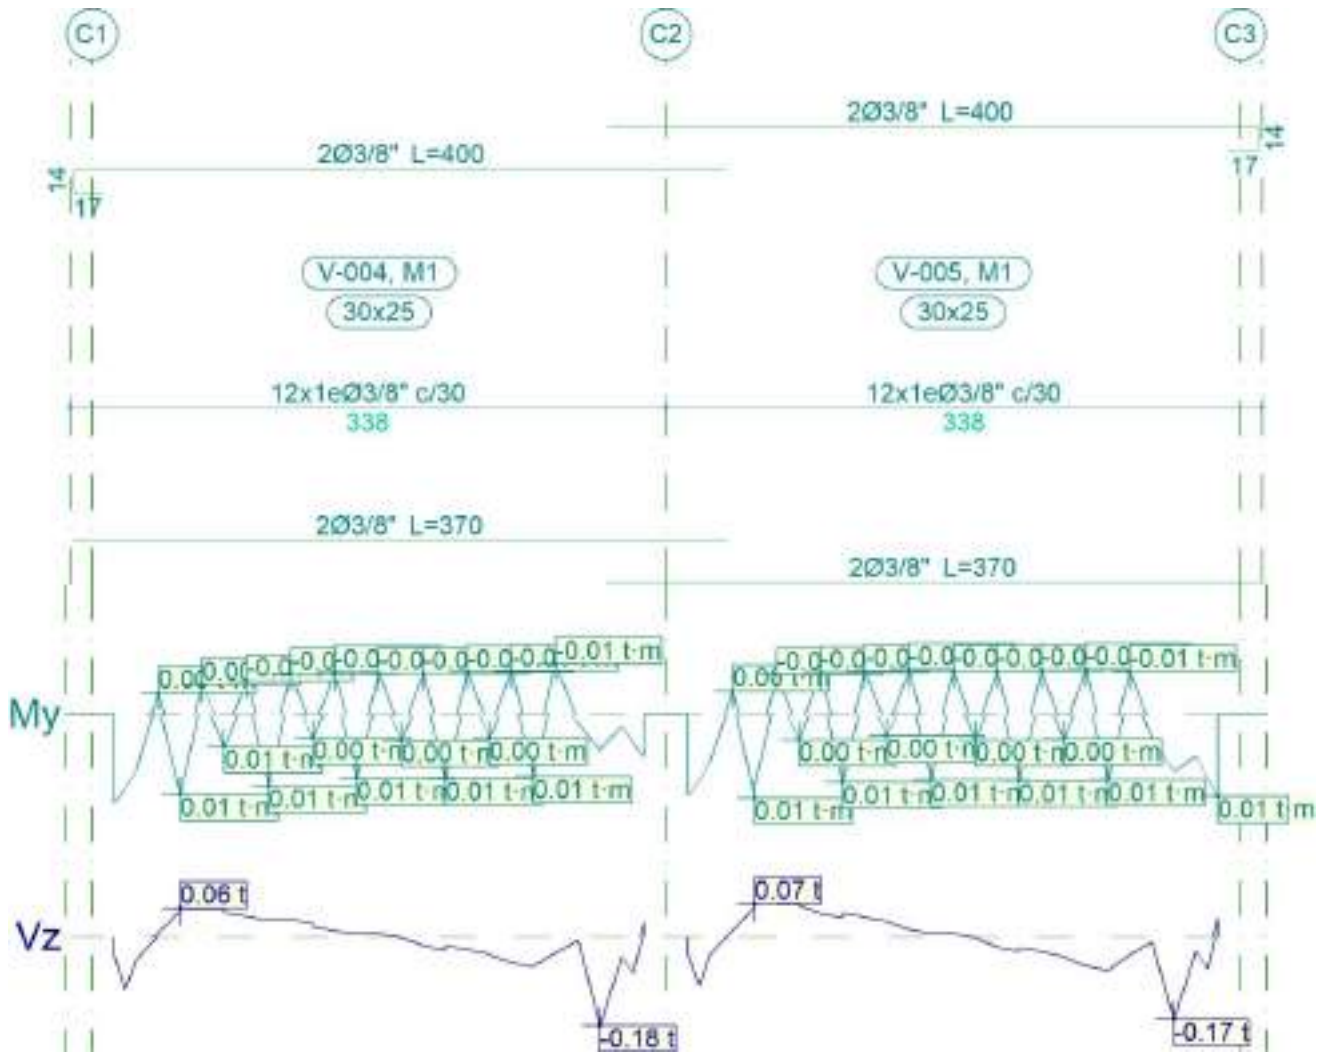 C1 C2 C3
2Ø3/8" L=400
14
2Ø3/8" L=400
17
14
17
V-004, M1 V-005, M1
30x25 30x25
12x1eØ3/8" c/30 12x1eØ3/8" c/30
338 338
2Ø3/8" L=370
2Ø3/8" L=370
-0.01 t·m -0.01 t·m
My
0.01 t·m 0.00 t·m 0.00 t·m 0.00 t·m 0.00 t·m 0.00 t·m 0.00 t·m 0.00 t·m
0.01 t·m 0.01 t·m 0.01 t·m 0.01 t·m 0.01 t·m 0.01 t·m 0.01 t·m 0.01 t·m 0.01 t·m 0.01 t·m 0.01 t·m
0.06 t 0.07 t
Vz
-0.18 t -0.17 t